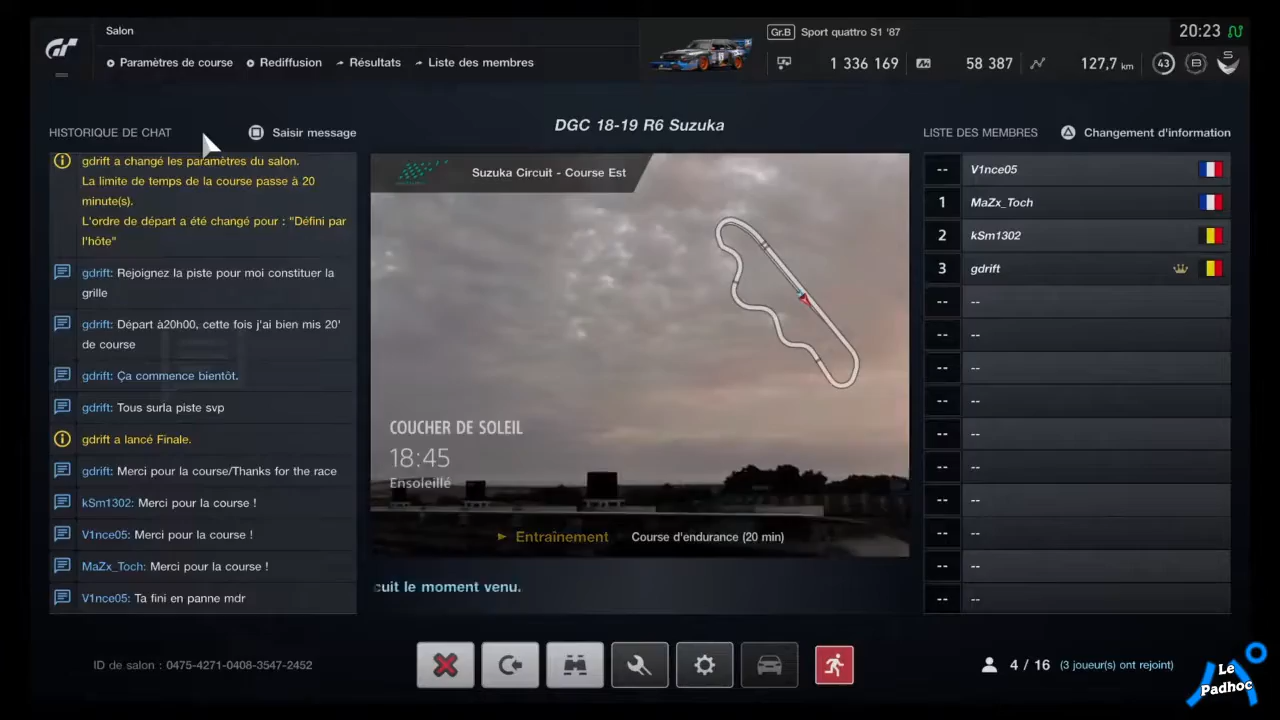 Salon
Gr.B Sport quattro S1 '87
20:23
Paramètres de course Rediffusion Résultats Liste des membres
1 336 169 58 387 127,7 km 43 B S
HISTORIQUE DE CHAT Saisir message
gdrift a changé les paramètres du salon.
La limite de temps de la course passe à 20
minute(s).
L'ordre de départ a été changé pour : "Défini par
l'hôte"
gdrift: Rejoignez la piste pour moi constituer la
grille
gdrift: Départ à20h00, cette fois j'ai bien mis 20'
de course
gdrift: Ça commence bientôt.
gdrift: Tous surla piste svp
gdrift a lancé Finale.
gdrift: Merci pour la course/Thanks for the race
kSm1302: Merci pour la course !
V1nce05: Merci pour la course !
MaZx_Toch: Merci pour la course !
V1nce05: Ta fini en panne mdr
ID de salon : 0475-4271-0408-3547-2452
DGC 18-19 R6 Suzuka
Suzuka Circuit - Course Est
COUCHER DE SOLEIL
18:45
Ensoleillé
Entraînement Course d'endurance (20 min)
cuit le moment venu.
LISTE DES MEMBRES Changement d'information
-- V1nce05
1 MaZx_Toch
2 kSm1302
3 gdrift
-- --
-- --
-- --
-- --
-- --
-- --
-- --
-- --
-- --
-- --
4 / 16 (3 joueur(s) ont rejoint)
Le
Padhoc